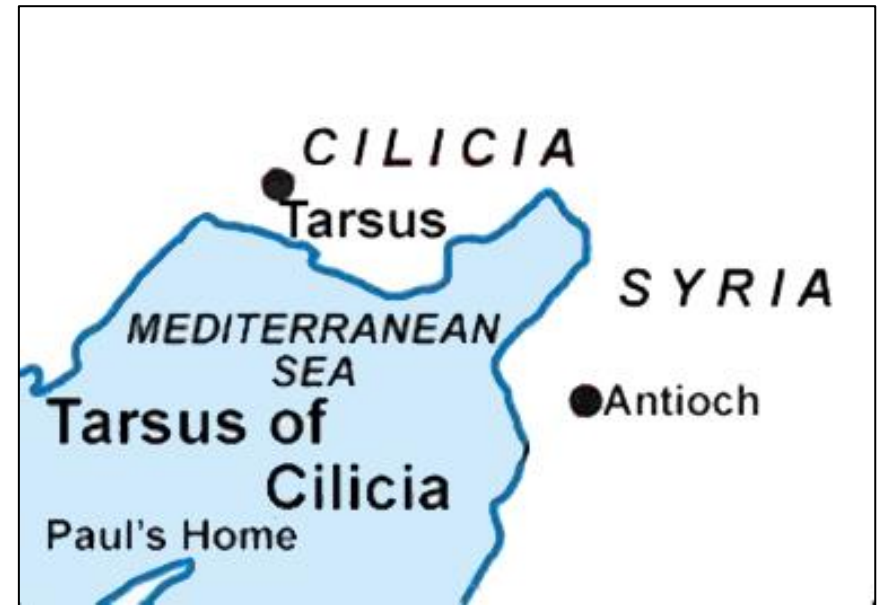 CILICIA
Tarsus
SYRIA
MEDITERRANEAN
SEA
Antioch
Tarsus of
Cilicia
Paul's Home